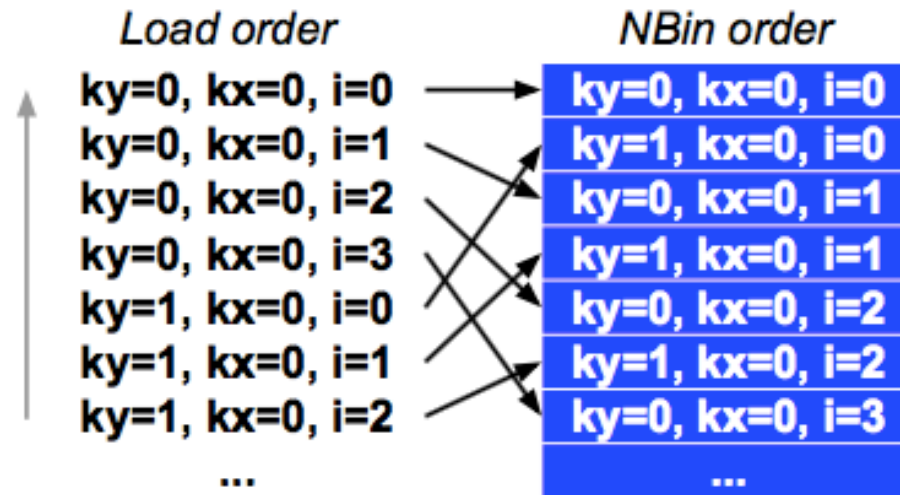 Load order
ky=0, kx=0, i=0
ky=0, kx=0, i=1
ky=0, kx=0, i=2
ky=0, kx=0, i=3
ky=1, kx=0, i=0
ky=1, kx=0, i=1
ky=1, kx=0, i=2
...
NBin order
ky=0, kx=0, i=0
ky=1, kx=0, i=0
ky=0, kx=0, i=1
ky=1, kx=0, i=1
ky=0, kx=0, i=2
ky=1, kx=0, i=2
ky=0, kx=0, i=3
...